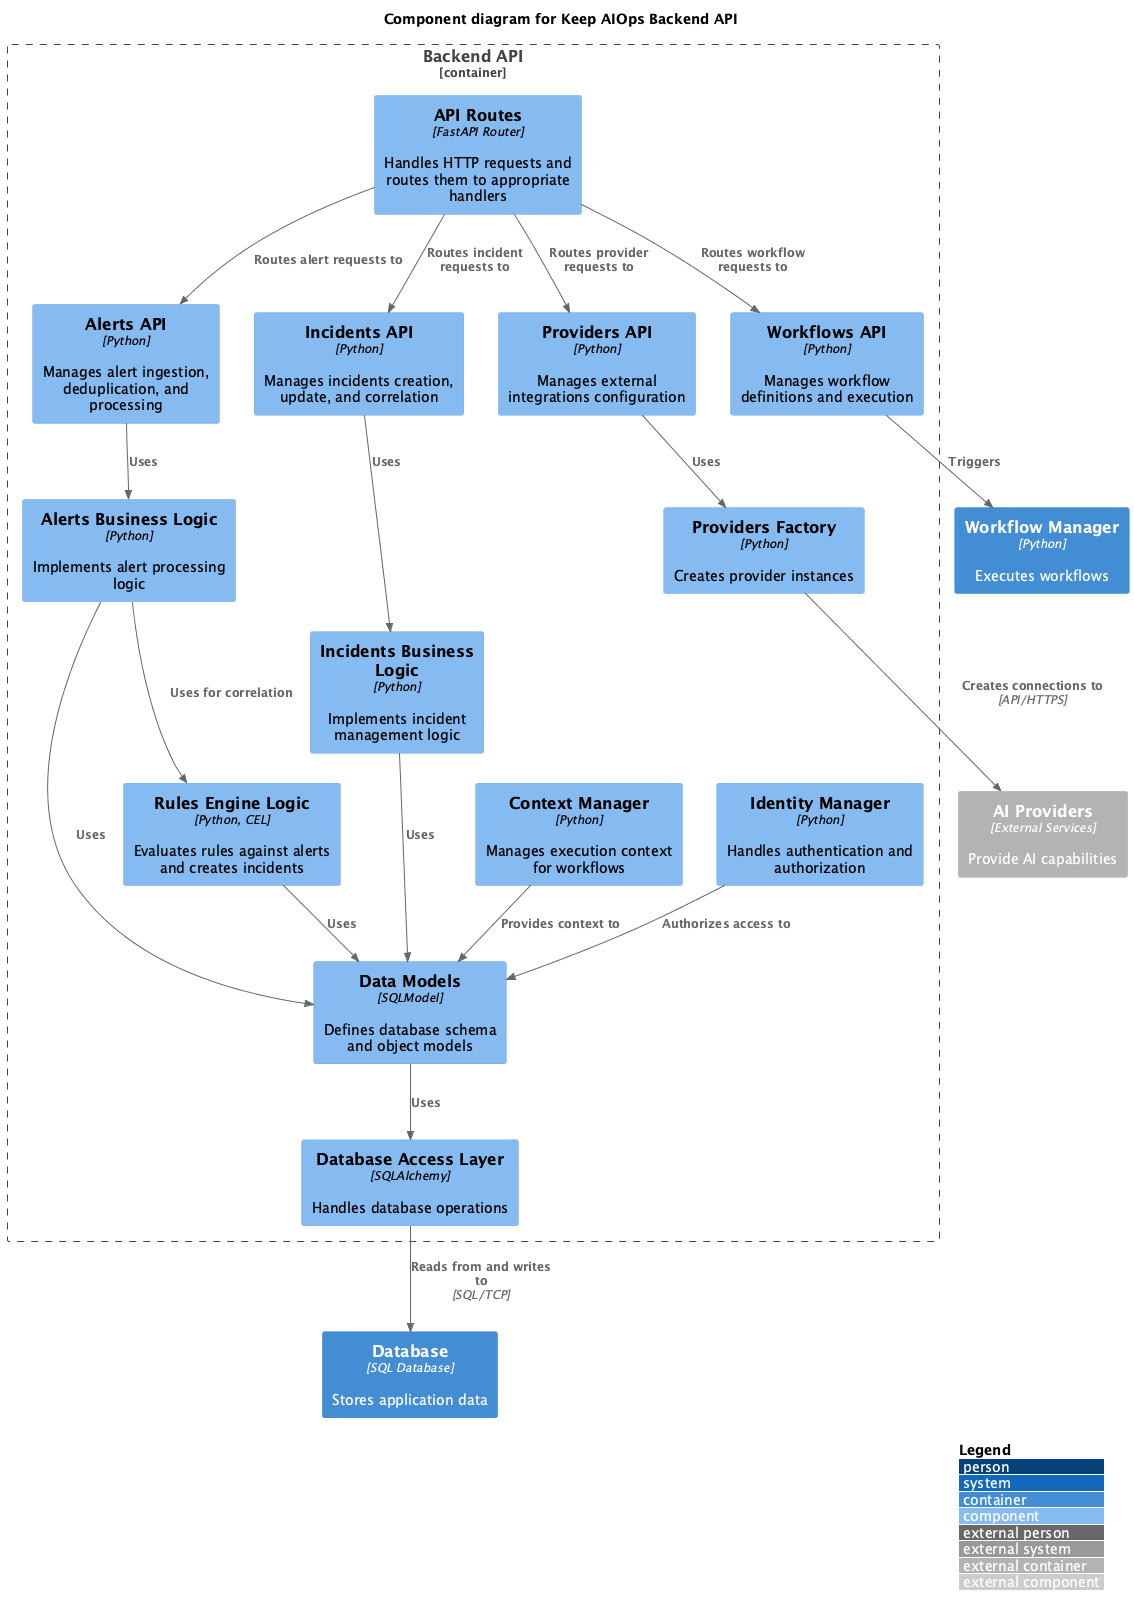 Component diagram for Keep AIOps Backend API
Backend API
[container]
API Routes
[FastAPI Router]
Handles HTTP requests and
routes them to appropriate
handlers
Routes alert requests to
Routes incident
requests to
Routes provider
requests to
Routes workflow
requests to
Alerts API
[Python]
Manages alert ingestion,
deduplication, and
processing
Incidents API
[Python]
Manages incidents creation,
update, and correlation
Providers API
[Python]
Manages external
integrations configuration
Workflows API
[Python]
Manages workflow
definitions and execution
Uses
Uses
Uses
Triggers
Alerts Business Logic
[Python]
Implements alert processing
logic
Providers Factory
[Python]
Creates provider instances
Workflow Manager
[Python]
Executes workflows
Incidents Business
Logic
[Python]
Implements incident
management logic
Uses for correlation
Creates connections to
[API/HTTPS]
Uses
Rules Engine Logic
[Python, CEL]
Evaluates rules against alerts
and creates incidents
Uses
Context Manager
[Python]
Manages execution context
for workflows
Identity Manager
[Python]
Handles authentication and
authorization
AI Providers
[External Services]
Provide AI capabilities
Uses
Provides context to
Authorizes access to
Data Models
[SQLModel]
Defines database schema
and object models
Uses
Database Access Layer
[SQLAlchemy]
Handles database operations
Reads from and writes
to
[SQL/TCP]
Database
[SQL Database]
Stores application data
Legend
person
system
container
component
external person
external system
external container
external component